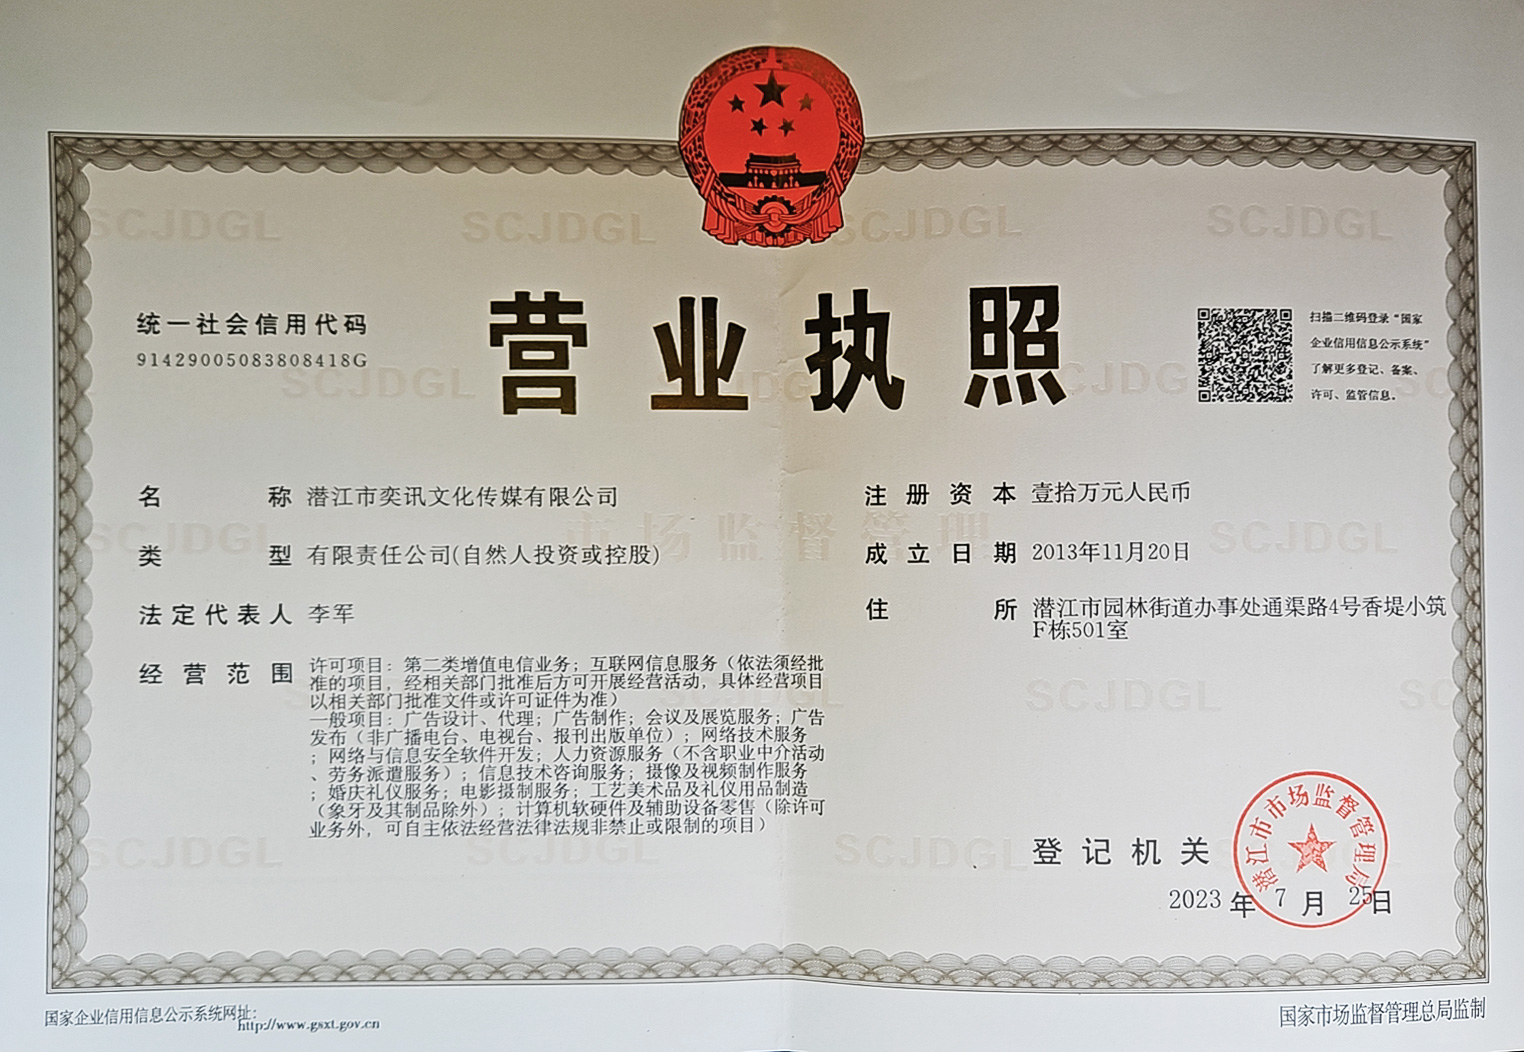 营业执照
统一社会信用代码
91429005083808418G
扫描二维码登录“国家
企业信用信息公示系统”
了解更多登记、备案、
许可、监管信息。
名 称 潜江市奕讯文化传媒有限公司
类 型 有限责任公司(自然人投资或控股)
法定代表人 李军
经营范围 许可项目：第二类增值电信业务；互联网信息服务（依法须经批
准的项目，经相关部门批准后方可开展经营活动，具体经营项目
以相关部门批准文件或许可证件为准）
一般项目：广告设计、代理；广告制作；会议及展览服务；广告
发布（非广播电台、电视台、报刊出版单位）；网络技术服务
；网络与信息安全软件开发；人力资源服务（不含职业中介活动
、劳务派遣服务）；信息技术咨询服务；摄像及视频制作服务
；婚庆礼仪服务；电影摄制服务；工艺美术品及礼仪用品制造
（象牙及其制品除外）；计算机软硬件及辅助设备零售（除许可
业务外，可自主依法经营法律法规非禁止或限制的项目）
注册资本 壹拾万元人民币
成立日期 2013年11月20日
住 所 潜江市园林街道办事处通渠路4号香堤小筑
F栋501室
登记机关
潜江市市场监督管理局
2023 年 7 月 25日
国家企业信用信息公示系统网址：
http://www.gsxt.gov.cn
国家市场监督管理总局监制
SCJDGL
市场监督管理